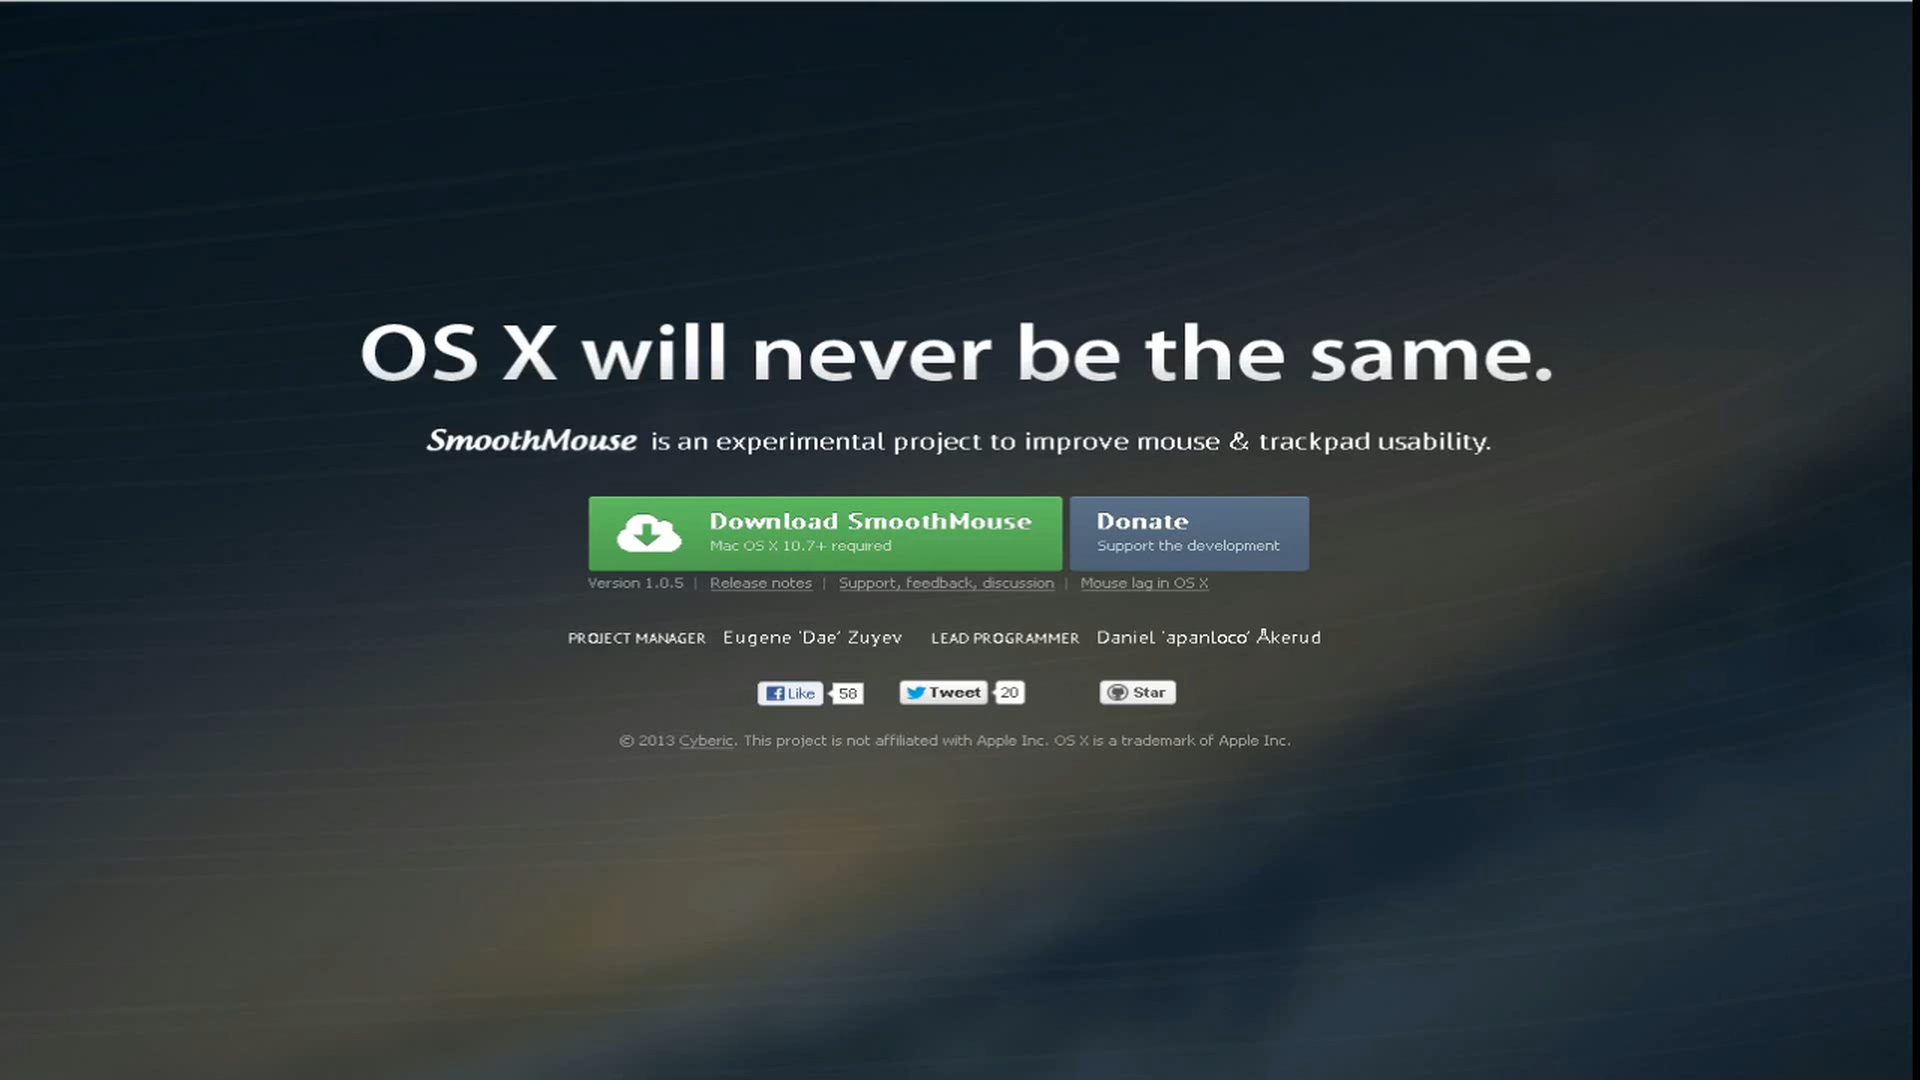 OS X will never be the same.
SmoothMouse is an experimental project to improve mouse & trackpad usability.
Download SmoothMouse
Mac OS X 10.7+ required
Donate
Support the development
Version 1.0.5 | Release notes | Support, feedback, discussion | Mouse lag in OS X
PROJECT MANAGER Eugene 'Dae' Zuyev LEAD PROGRAMMER Daniel 'apanloco' Åkerud
Like 58 Tweet 20 Star
© 2013 Cyberic. This project is not affiliated with Apple Inc. OS X is a trademark of Apple Inc.